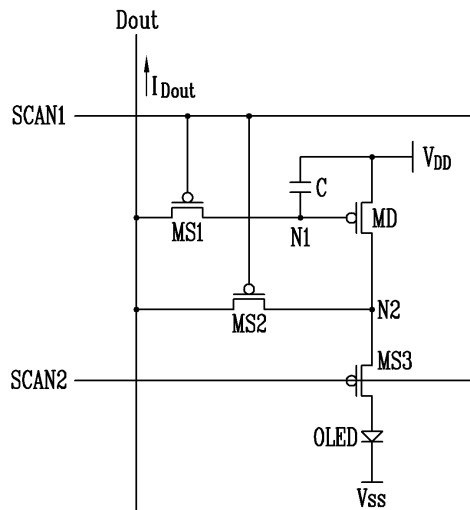 Dout
I_Dout
SCAN1
V_DD
C
MD
MS1
N1
N2
MS2
MS3
SCAN2
OLED
Vss